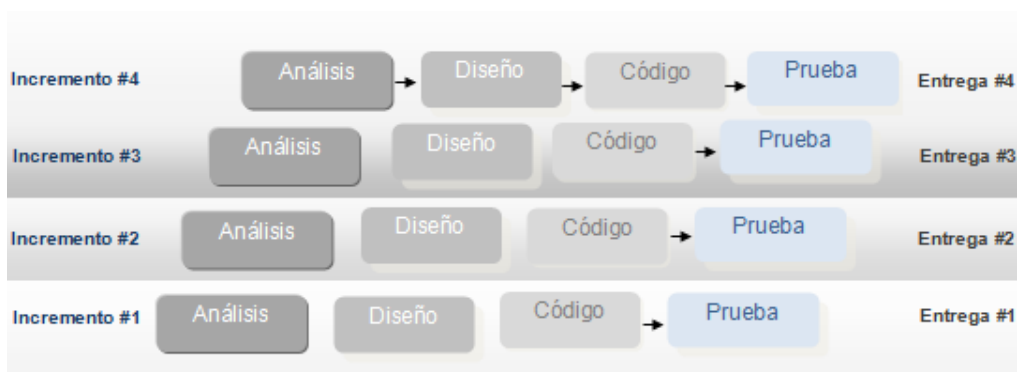 Incremento #4 Análisis Diseño Código Prueba Entrega #4
Incremento #3 Análisis Diseño Código Prueba Entrega #3
Incremento #2 Análisis Diseño Código Prueba Entrega #2
Incremento #1 Análisis Diseño Código Prueba Entrega #1